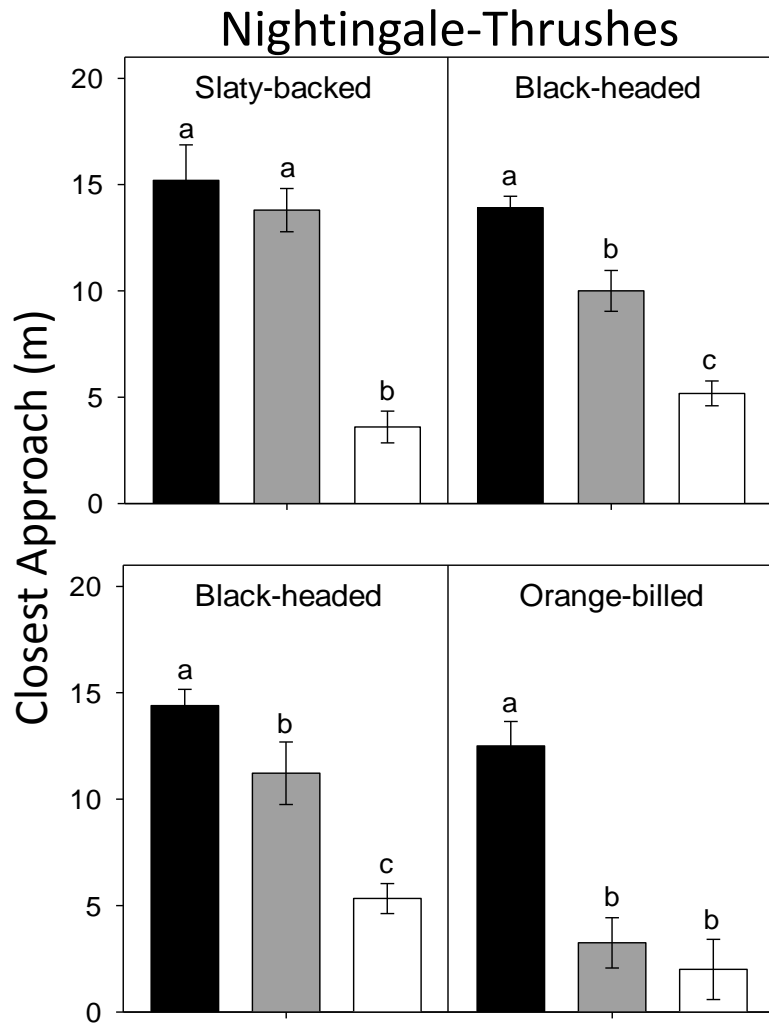 Nightingale-Thrushes
Closest Approach (m)
20
15
10
5
0
Slaty-backed
a
a
b
Black-headed
a
b
c
20
15
10
5
0
Black-headed
a
b
c
Orange-billed
a
b
b